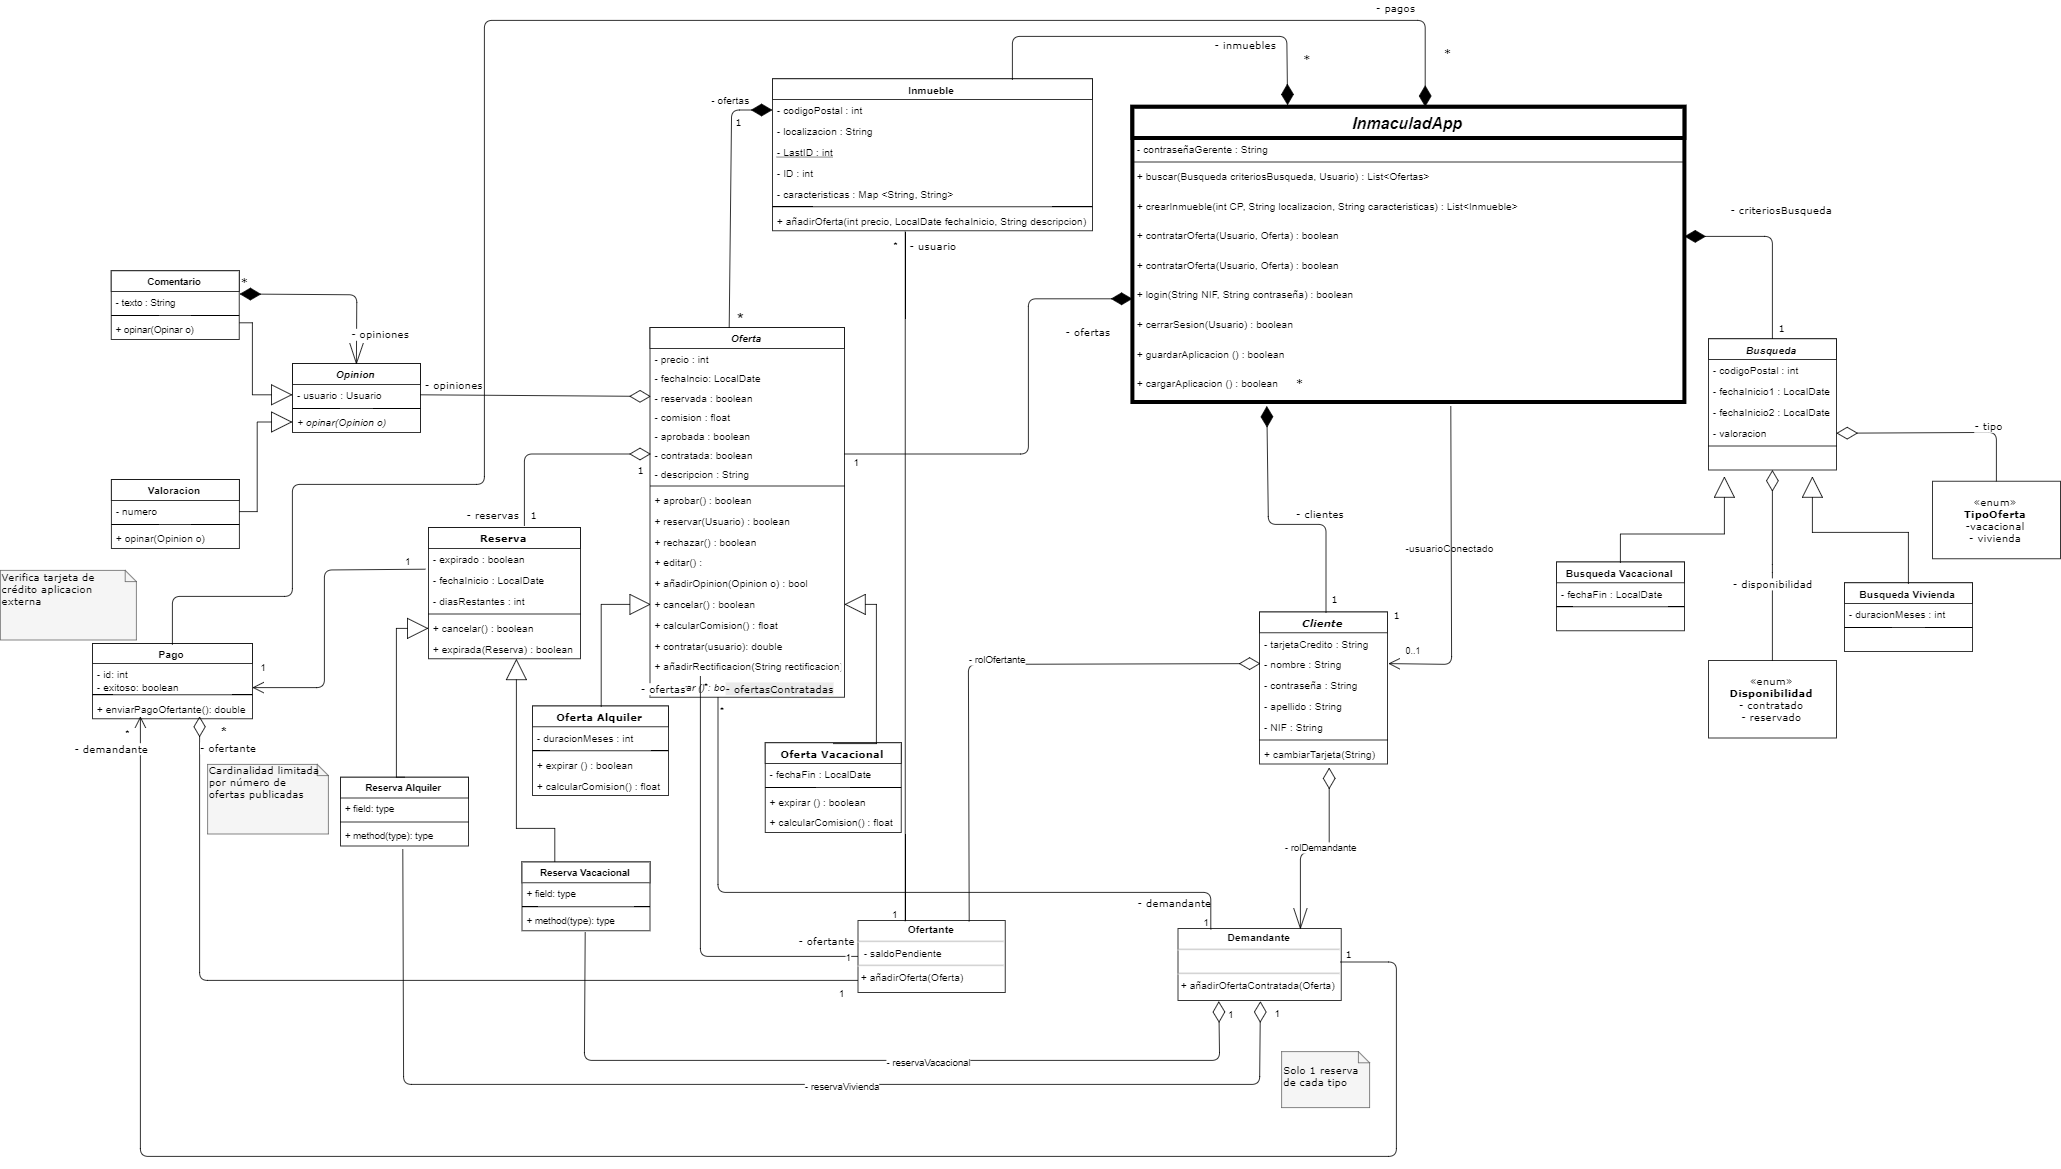 - pagos
*
- inmuebles
*
Inmueble
- codigoPostal : int
- localizacion : String
- LastID : int
- ID : int
- caracteristicas : Map <String, String>
+ añadirOferta(int precio, LocalDate fechaInicio, String descripcion)
- ofertas
1
*
* - usuario
InmaculadApp
- contraseñaGerente : String
+ buscar(Busqueda criteriosBusqueda, Usuario) : List<Ofertas>
+ crearInmueble(int CP, String localizacion, String caracteristicas) : List<Inmueble>
+ contratarOferta(Usuario, Oferta) : boolean
+ contratarOferta(Usuario, Oferta) : boolean
+ login(String NIF, String contraseña) : boolean
+ cerrarSesion(Usuario) : boolean
+ guardarAplicacion () : boolean
+ cargarAplicacion () : boolean *
- criteriosBusqueda
1
- ofertas
1
Comentario
- texto : String
+ opinar(Opinar o)
*
- opiniones
Opinion
- usuario : Usuario
+ opinar(Opinion o)
- opiniones
Valoracion
- numero
+ opinar(Opinion o)
Oferta
- precio : int
- fechaIncio: LocalDate
- reservada : boolean
- comision : float
- aprobada : boolean
- contratada: boolean
- descripcion : String
+ aprobar() : boolean
+ reservar(Usuario) : boolean
+ rechazar() : boolean
+ editar() :
+ añadirOpinion(Opinion o) : bool
+ cancelar() : boolean
+ calcularComision() : float
+ contratar(usuario): double
+ añadirRectificacion(String rectificacion)
- ofertas ar () : bo - ofertasContratadas
*
*
1
- reservas 1
Reserva
- expirado : boolean
- fechaInicio : LocalDate
- diasRestantes : int
+ cancelar() : boolean
+ expirada(Reserva) : boolean
1
1
Busqueda
- codigoPostal : int
- fechaInicio1 : LocalDate
- fechaInicio2 : LocalDate
- valoracion
- tipo
«enum»
TipoOferta
-vacacional
- vivienda
Busqueda Vacacional
- fechaFin : LocalDate
- disponibilidad
Busqueda Vivienda
- duracionMeses : int
«enum»
Disponibilidad
- contratado
- reservado
- clientes
1
-usuarioConectado
1
0..1
Cliente
- tarjetaCredito : String
- nombre : String
- contraseña : String
- apellido : String
- NIF : String
+ cambiarTarjeta(String)
- rolOfertante
- rolDemandante
Verifica tarjeta de
crédito aplicacion
externa
Pago
- id: int
- exitoso: boolean
+ enviarPagoOfertante(): double
*
- demandante
*
- ofertante
Cardinalidad limitada
por número de
ofertas publicadas
Reserva Alquiler
+ field: type
+ method(type): type
Oferta Alquiler
- duracionMeses : int
+ expirar () : boolean
+ calcularComision() : float
Oferta Vacacional
- fechaFin : LocalDate
+ expirar () : boolean
+ calcularComision() : float
Reserva Vacacional
+ field: type
+ method(type): type
1
- ofertante
1
1
Ofertante
- saldoPendiente
+ añadirOferta(Oferta)
- demandante
1
Demandante
+ añadirOfertaContratada(Oferta)
1
1
1
- reservaVacacional
- reservaVivienda
Solo 1 reserva
de cada tipo